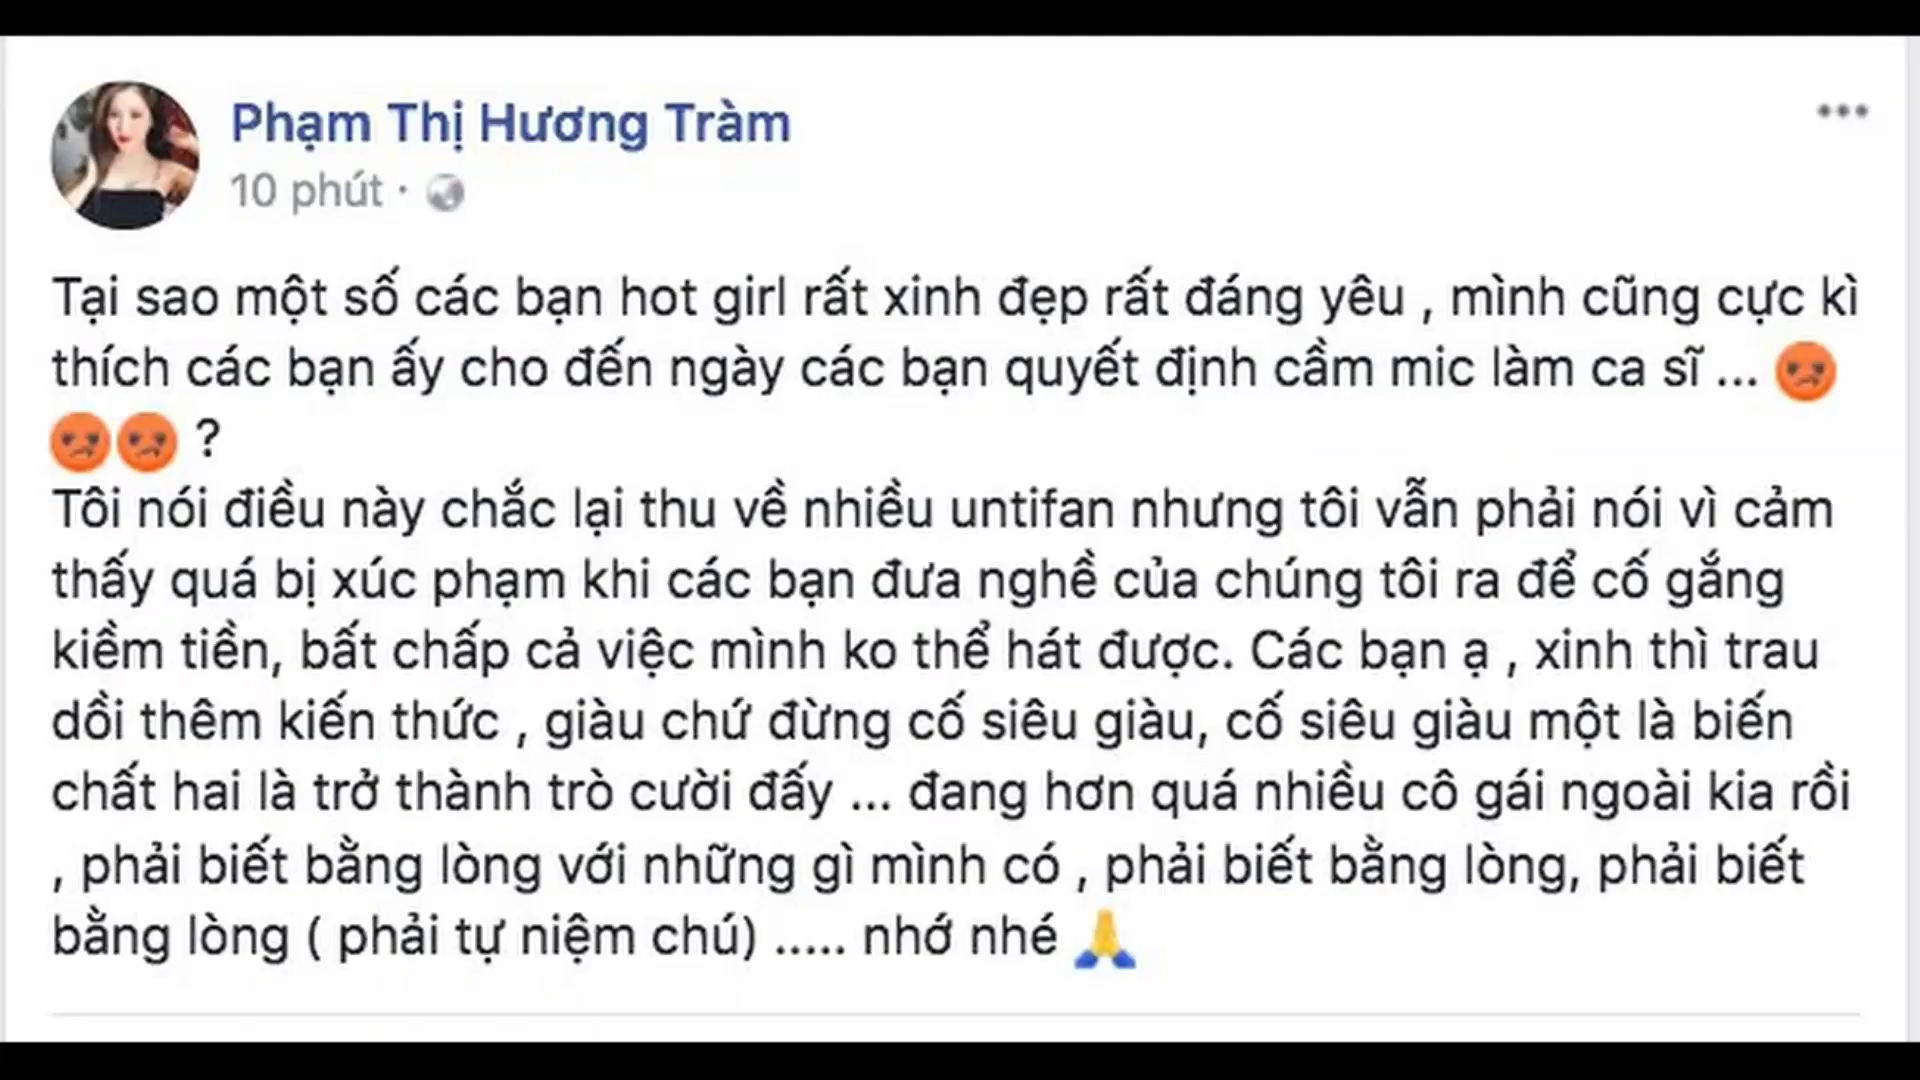 Phạm Thị Hương Tràm
10 phút ·
Tại sao một số các bạn hot girl rất xinh đẹp rất đáng yêu , mình cũng cực kì
thích các bạn ấy cho đến ngày các bạn quyết định cầm mic làm ca sĩ ... 😡
😡😡 ?
Tôi nói điều này chắc lại thu về nhiều untifan nhưng tôi vẫn phải nói vì cảm
thấy quá bị xúc phạm khi các bạn đưa nghề của chúng tôi ra để cố gắng
kiềm tiền, bất chấp cả việc mình ko thể hát được. Các bạn ạ , xinh thì trau
dồi thêm kiến thức , giàu chứ đừng cố siêu giàu, cố siêu giàu một là biến
chất hai là trở thành trò cười đấy ... đang hơn quá nhiều cô gái ngoài kia rồi
, phải biết bằng lòng với những gì mình có , phải biết bằng lòng, phải biết
bằng lòng ( phải tự niệm chú) ..... nhớ nhé 🙏